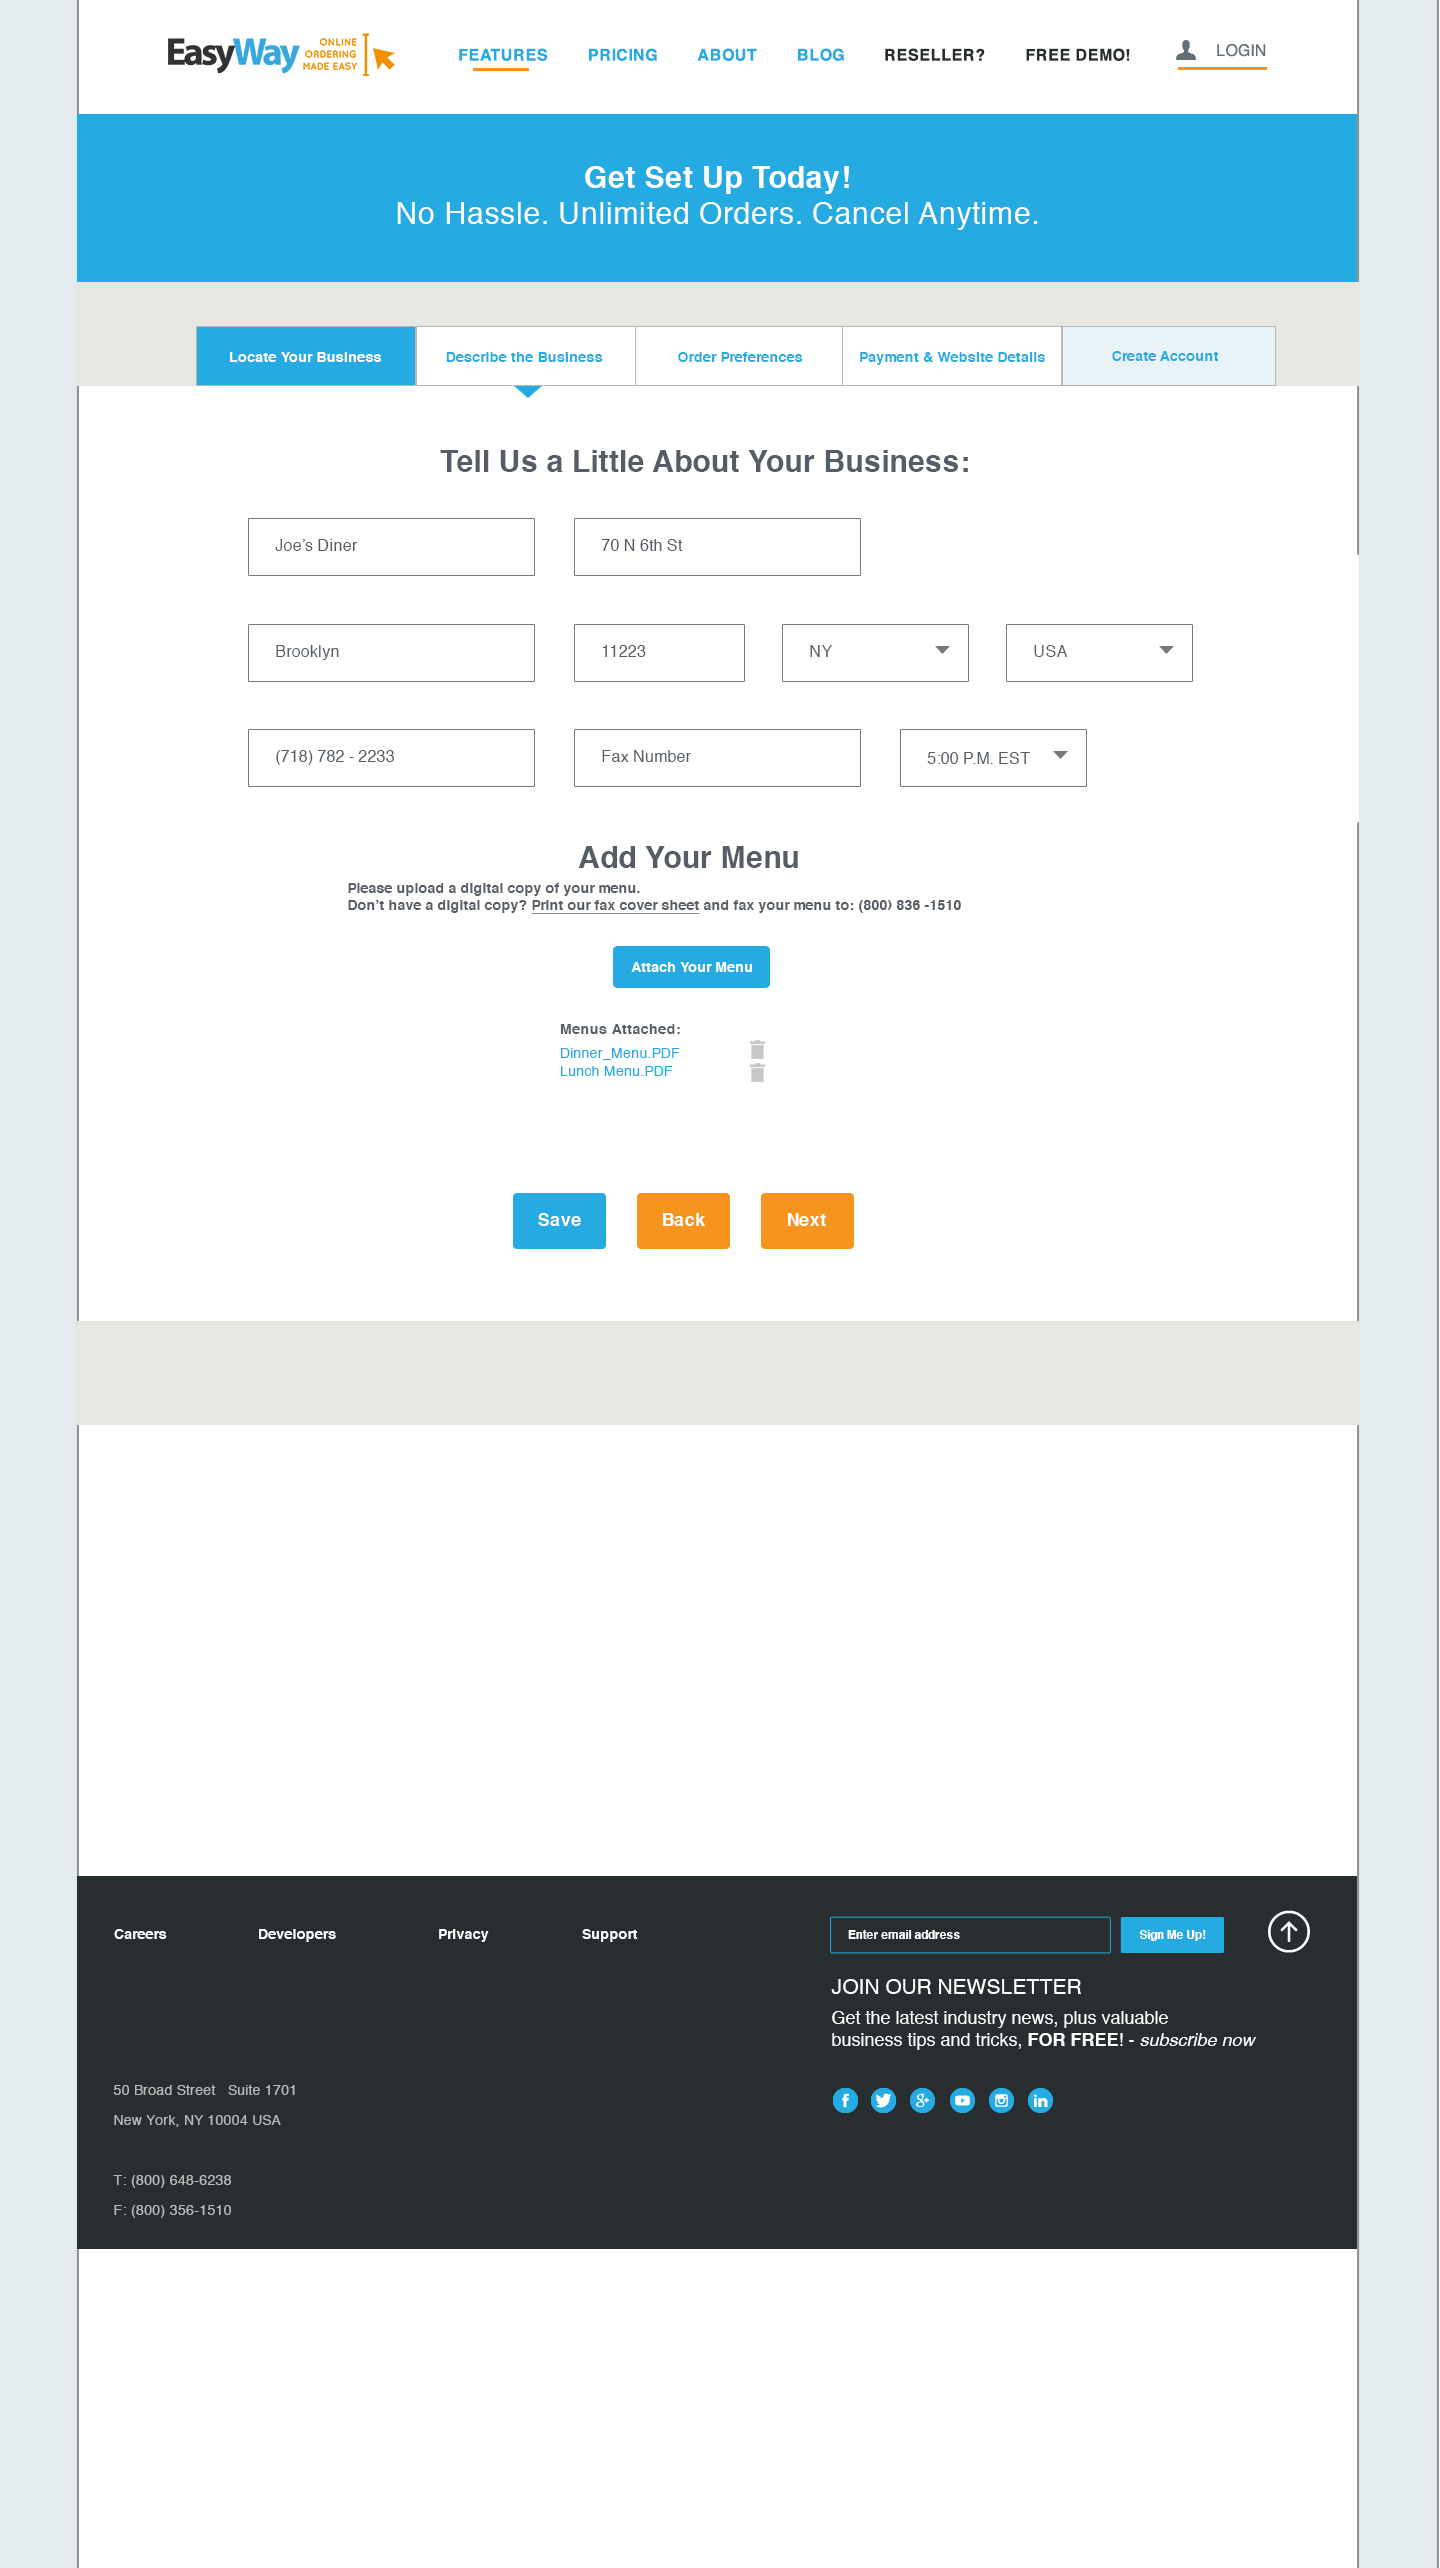 EasyWay ONLINE
ORDERING
MADE EASY
FEATURES PRICING ABOUT BLOG RESELLER? FREE DEMO! LOGIN
Get Set Up Today!
No Hassle. Unlimited Orders. Cancel Anytime.
Locate Your Business Describe the Business Order Preferences Payment & Website Details Create Account
Tell Us a Little About Your Business:
Joe's Diner 70 N 6th St
Brooklyn 11223 NY USA
(718) 782 - 2233 Fax Number 5:00 P.M. EST
Add Your Menu
Please upload a digital copy of your menu.
Don't have a digital copy? Print our fax cover sheet and fax your menu to: (800) 836 -1510
Attach Your Menu
Menus Attached:
Dinner_Menu.PDF
Lunch Menu.PDF
Save Back Next
Careers Developers Privacy Support Enter email address Sign Me Up!
JOIN OUR NEWSLETTER
Get the latest industry news, plus valuable
business tips and tricks, FOR FREE! - subscribe now
50 Broad Street Suite 1701
New York, NY 10004 USA
T: (800) 648-6238
F: (800) 356-1510